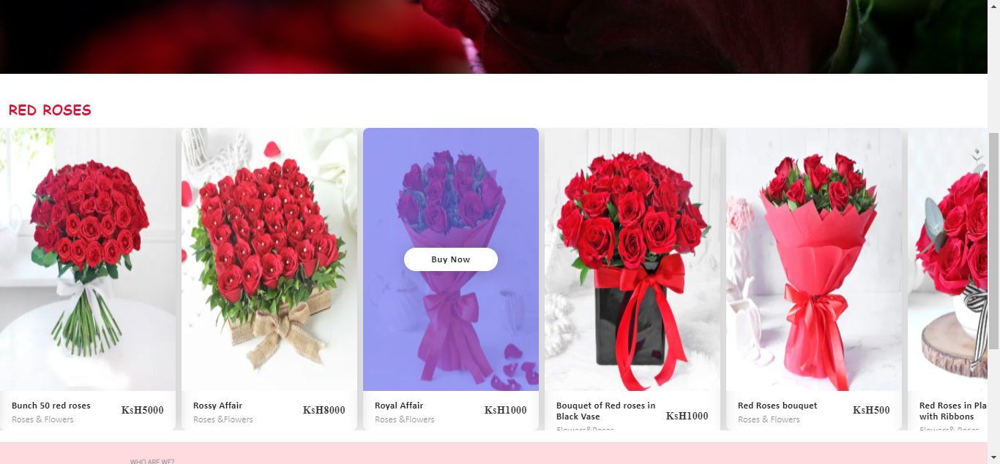 RED ROSES
Buy Now
Bunch 50 red roses
KsH5000
Roses & Flowers
Rossy Affair
KsH8000
Roses &Flowers
Royal Affair
KsH1000
Roses &Flowers
Bouquet of Red roses in
Black Vase
KsH1000
Flowers&Roses
Red Roses bouquet
KsH500
Roses & Flowers
Red Roses in Pla
with Ribbons
Flowers& Roses
WHO ARE WE?